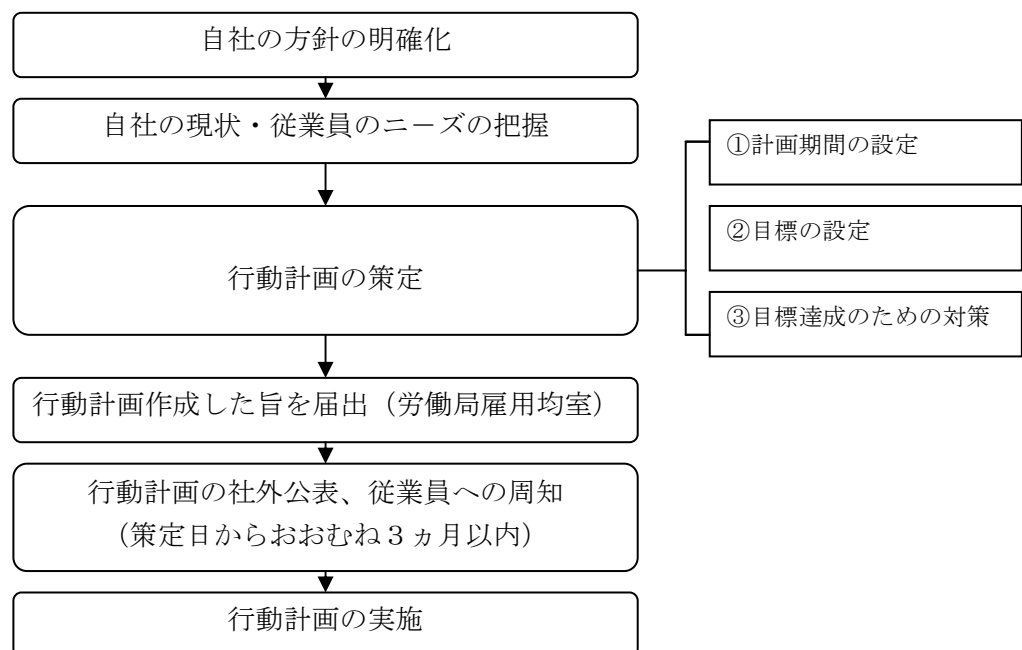 自社の方針の明確化
自社の現状・従業員のニーズの把握
①計画期間の設定
②目標の設定
行動計画の策定
③目標達成のための対策
行動計画作成した旨を届出（労働局雇用均室）
行動計画の社外公表、従業員への周知
（策定日からおおむね３ヵ月以内）
行動計画の実施